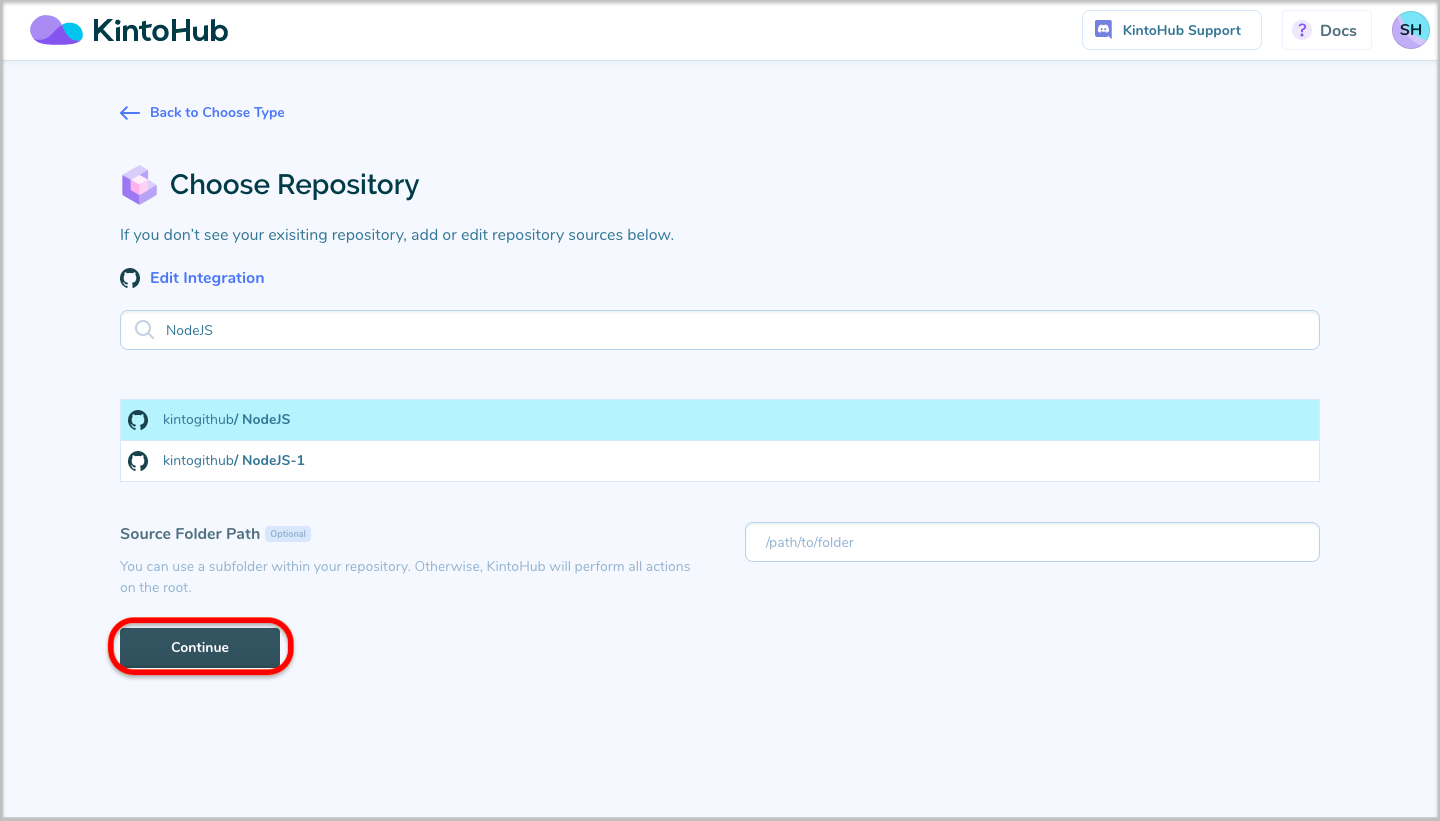 KintoHub
KintoHub Support
? Docs
SH
Back to Choose Type
Choose Repository
If you don't see your exisiting repository, add or edit repository sources below.
Edit Integration
NodeJS
kintogithub/ NodeJS
kintogithub/ NodeJS-1
Source Folder Path Optional
/path/to/folder
You can use a subfolder within your repository. Otherwise, KintoHub will perform all actions
on the root.
Continue